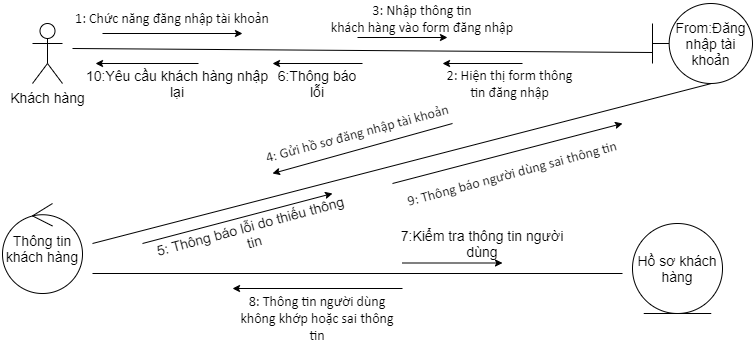 1: Chức năng đăng nhập tài khoản
3: Nhập thông tin
khách hàng vào form đăng nhập
From:Đăng
nhập tài
khoản
10:Yêu cầu khách hàng nhập
lại
6:Thông báo
lỗi
2: Hiện thị form thông
tin đăng nhập
Khách hàng
4: Gửi hồ sơ đăng nhập tài khoản
9: Thông báo người dùng sai thông tin
5: Thông báo lỗi do thiếu thông
tin
Thông tin
khách hàng
7:Kiểm tra thông tin người
dùng
Hồ sơ khách
hàng
8: Thông tin người dùng
không khớp hoặc sai thông
tin